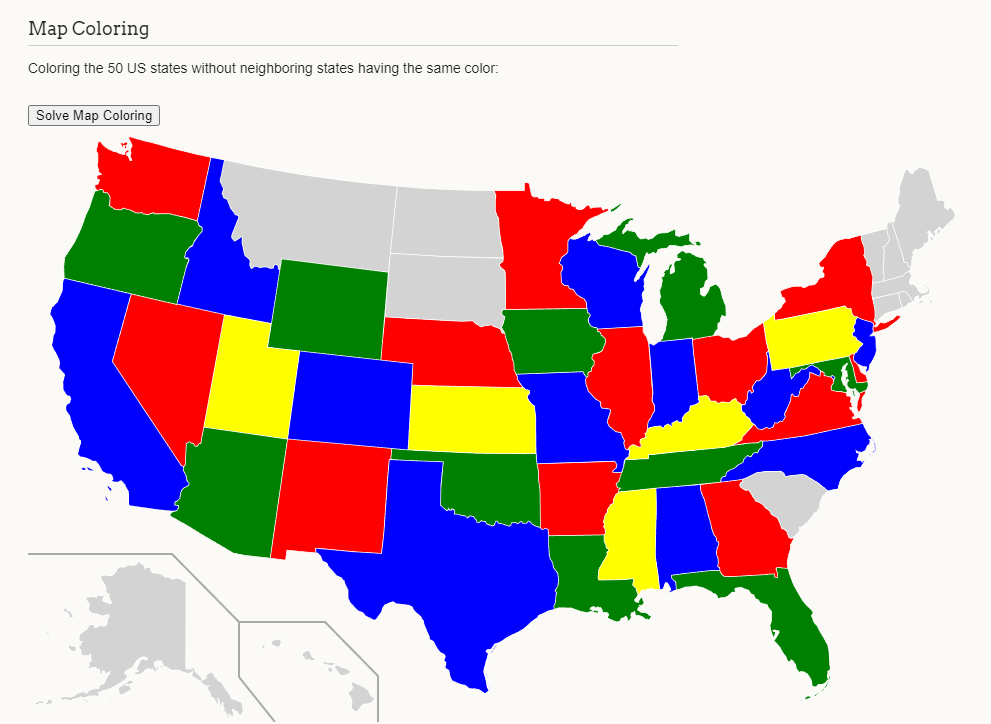 Map Coloring
Coloring the 50 US states without neighboring states having the same color:
Solve Map Coloring